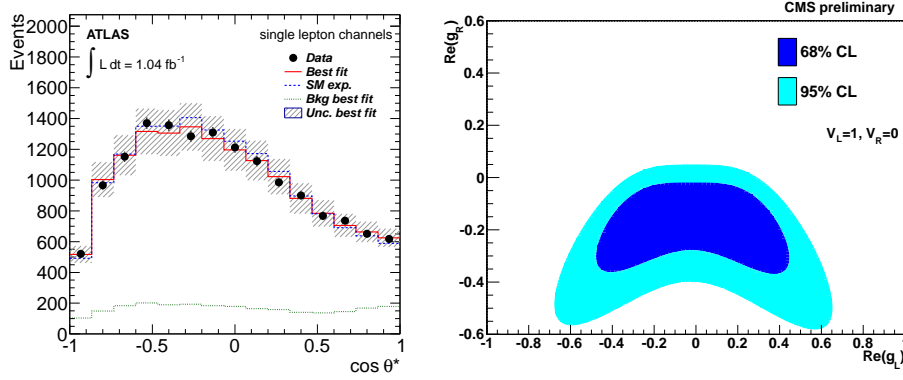 Events
2000
1800
1600
1400
1200
1000
800
600
400
200
0
ATLAS
∫ L dt = 1.04 fb⁻¹
single lepton channels
Data
Best fit
SM exp.
Bkg best fit
Unc. best fit
-1 -0.5 0 0.5 1
cos θ*
CMS preliminary
Re(g_R)
0.6
0.4
0.2
0
-0.2
-0.4
-0.6
68% CL
95% CL
V_L=1, V_R=0
-1 -0.8 -0.6 -0.4 -0.2 0 0.2 0.4 0.6 0.8 1
Re(g_L)